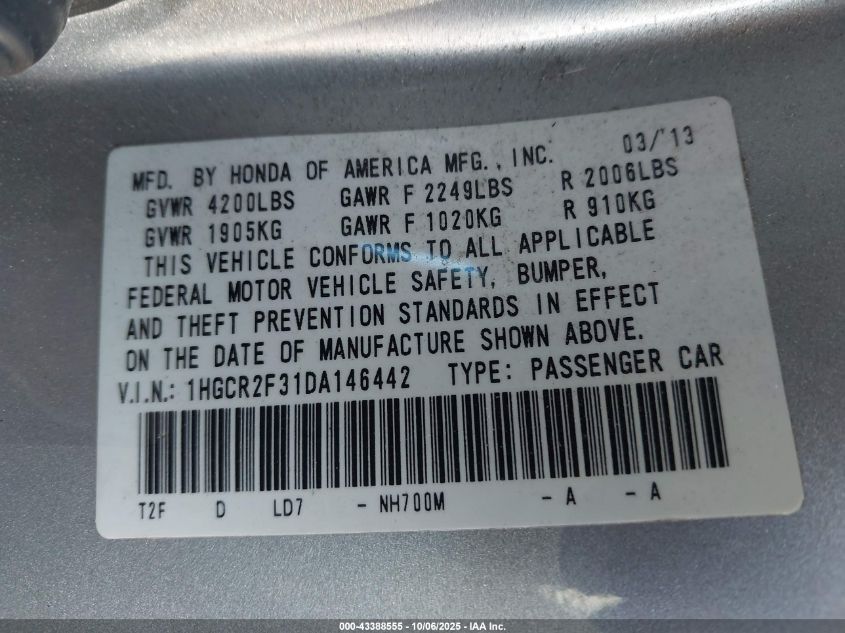 MFD. BY HONDA OF AMERICA MFG., INC. 03/'13
GVWR 4200LBS GAWR F 2249LBS R 2006LBS
GVWR 1905KG GAWR F 1020KG R 910KG
THIS VEHICLE CONFORMS TO ALL APPLICABLE
FEDERAL MOTOR VEHICLE SAFETY, BUMPER,
AND THEFT PREVENTION STANDARDS IN EFFECT
ON THE DATE OF MANUFACTURE SHOWN ABOVE.
V.I.N.: 1HGCR2F31DA146442 TYPE: PASSENGER CAR
T2F D LD7 - NH700M - A - A
000-43388555 - 10/06/2025 - IAA Inc.